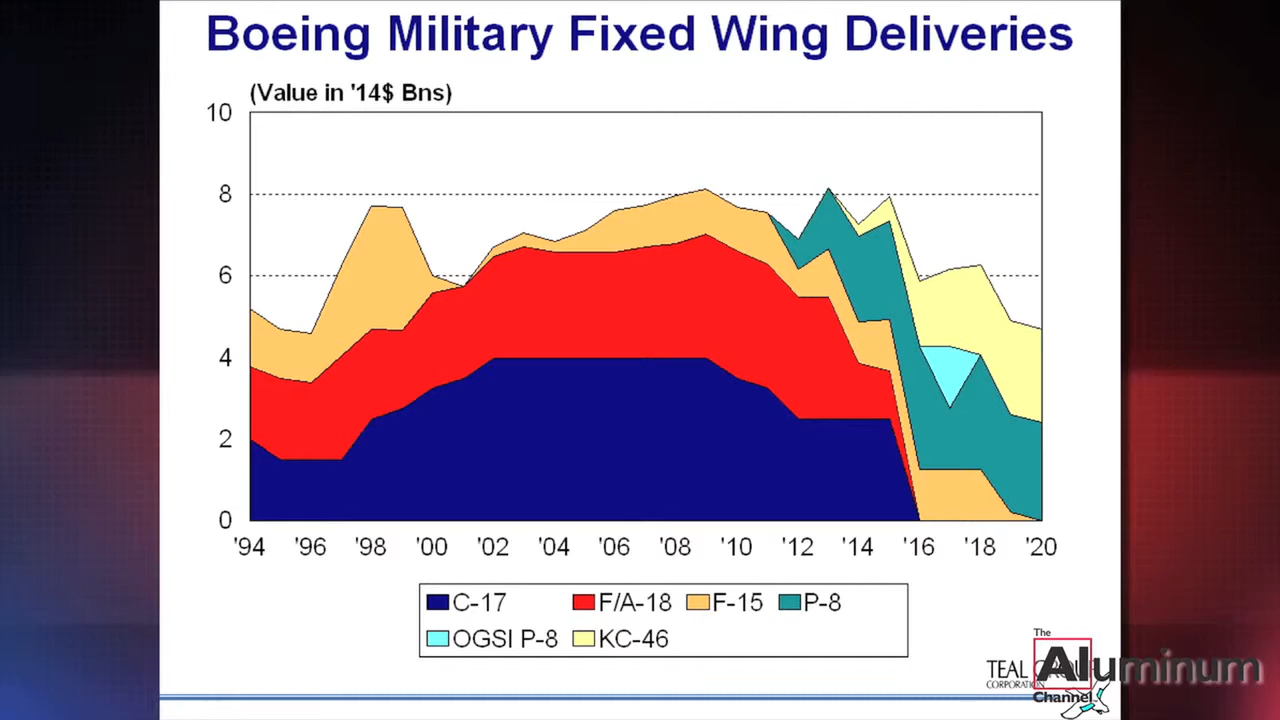 Boeing Military Fixed Wing Deliveries
(Value in '14$ Bns)
10
8
6
4
2
0
'94 '96 '98 '00 '02 '04 '06 '08 '10 '12 '14 '16 '18 '20
C-17 F/A-18 F-15 P-8
OGSI P-8 KC-46
The
Aluminum
Channel
TEAL
CORPORATION